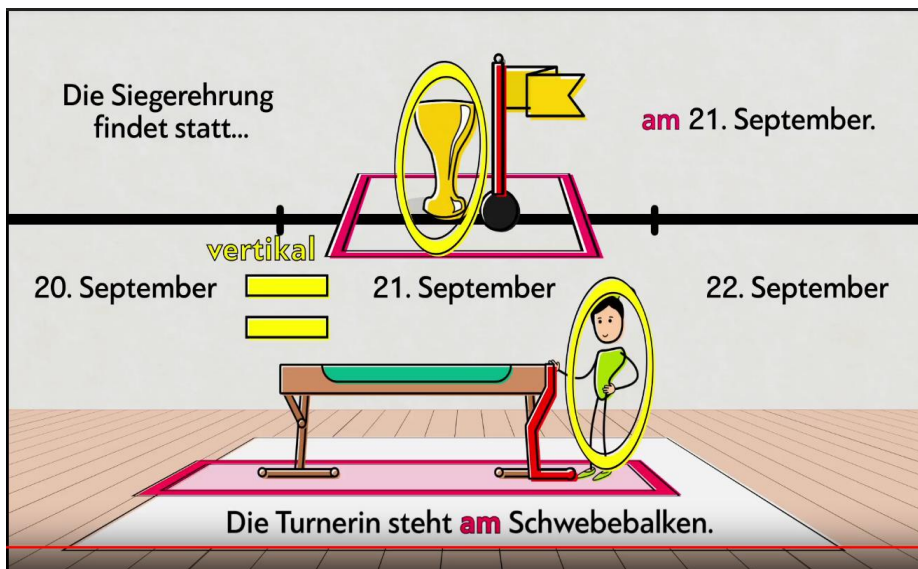 Die Siegerehrung
findet statt...
am 21. September.
vertikal
20. September
21. September
22. September
Die Turnerin steht am Schwebebalken.